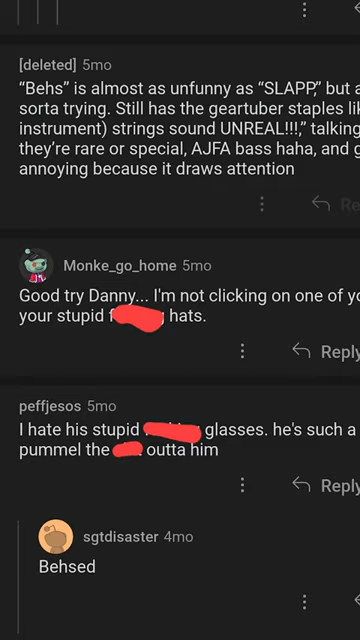 [deleted] 5mo
“Behs” is almost as unfunny as “SLAPP,” but a
sorta trying. Still has the geartuber staples li
instrument) strings sound UNREAL!!!,” talking
they’re rare or special, AJFA bass haha, and g
annoying because it draws attention
Re
Monke_go_home 5mo
Good try Danny... I'm not clicking on one of yo
your stupid hats.
Reply
peffjesos 5mo
I hate his stupid glasses. he's such a
pummel the outta him
Reply
sgtdisaster 4mo
Behsed